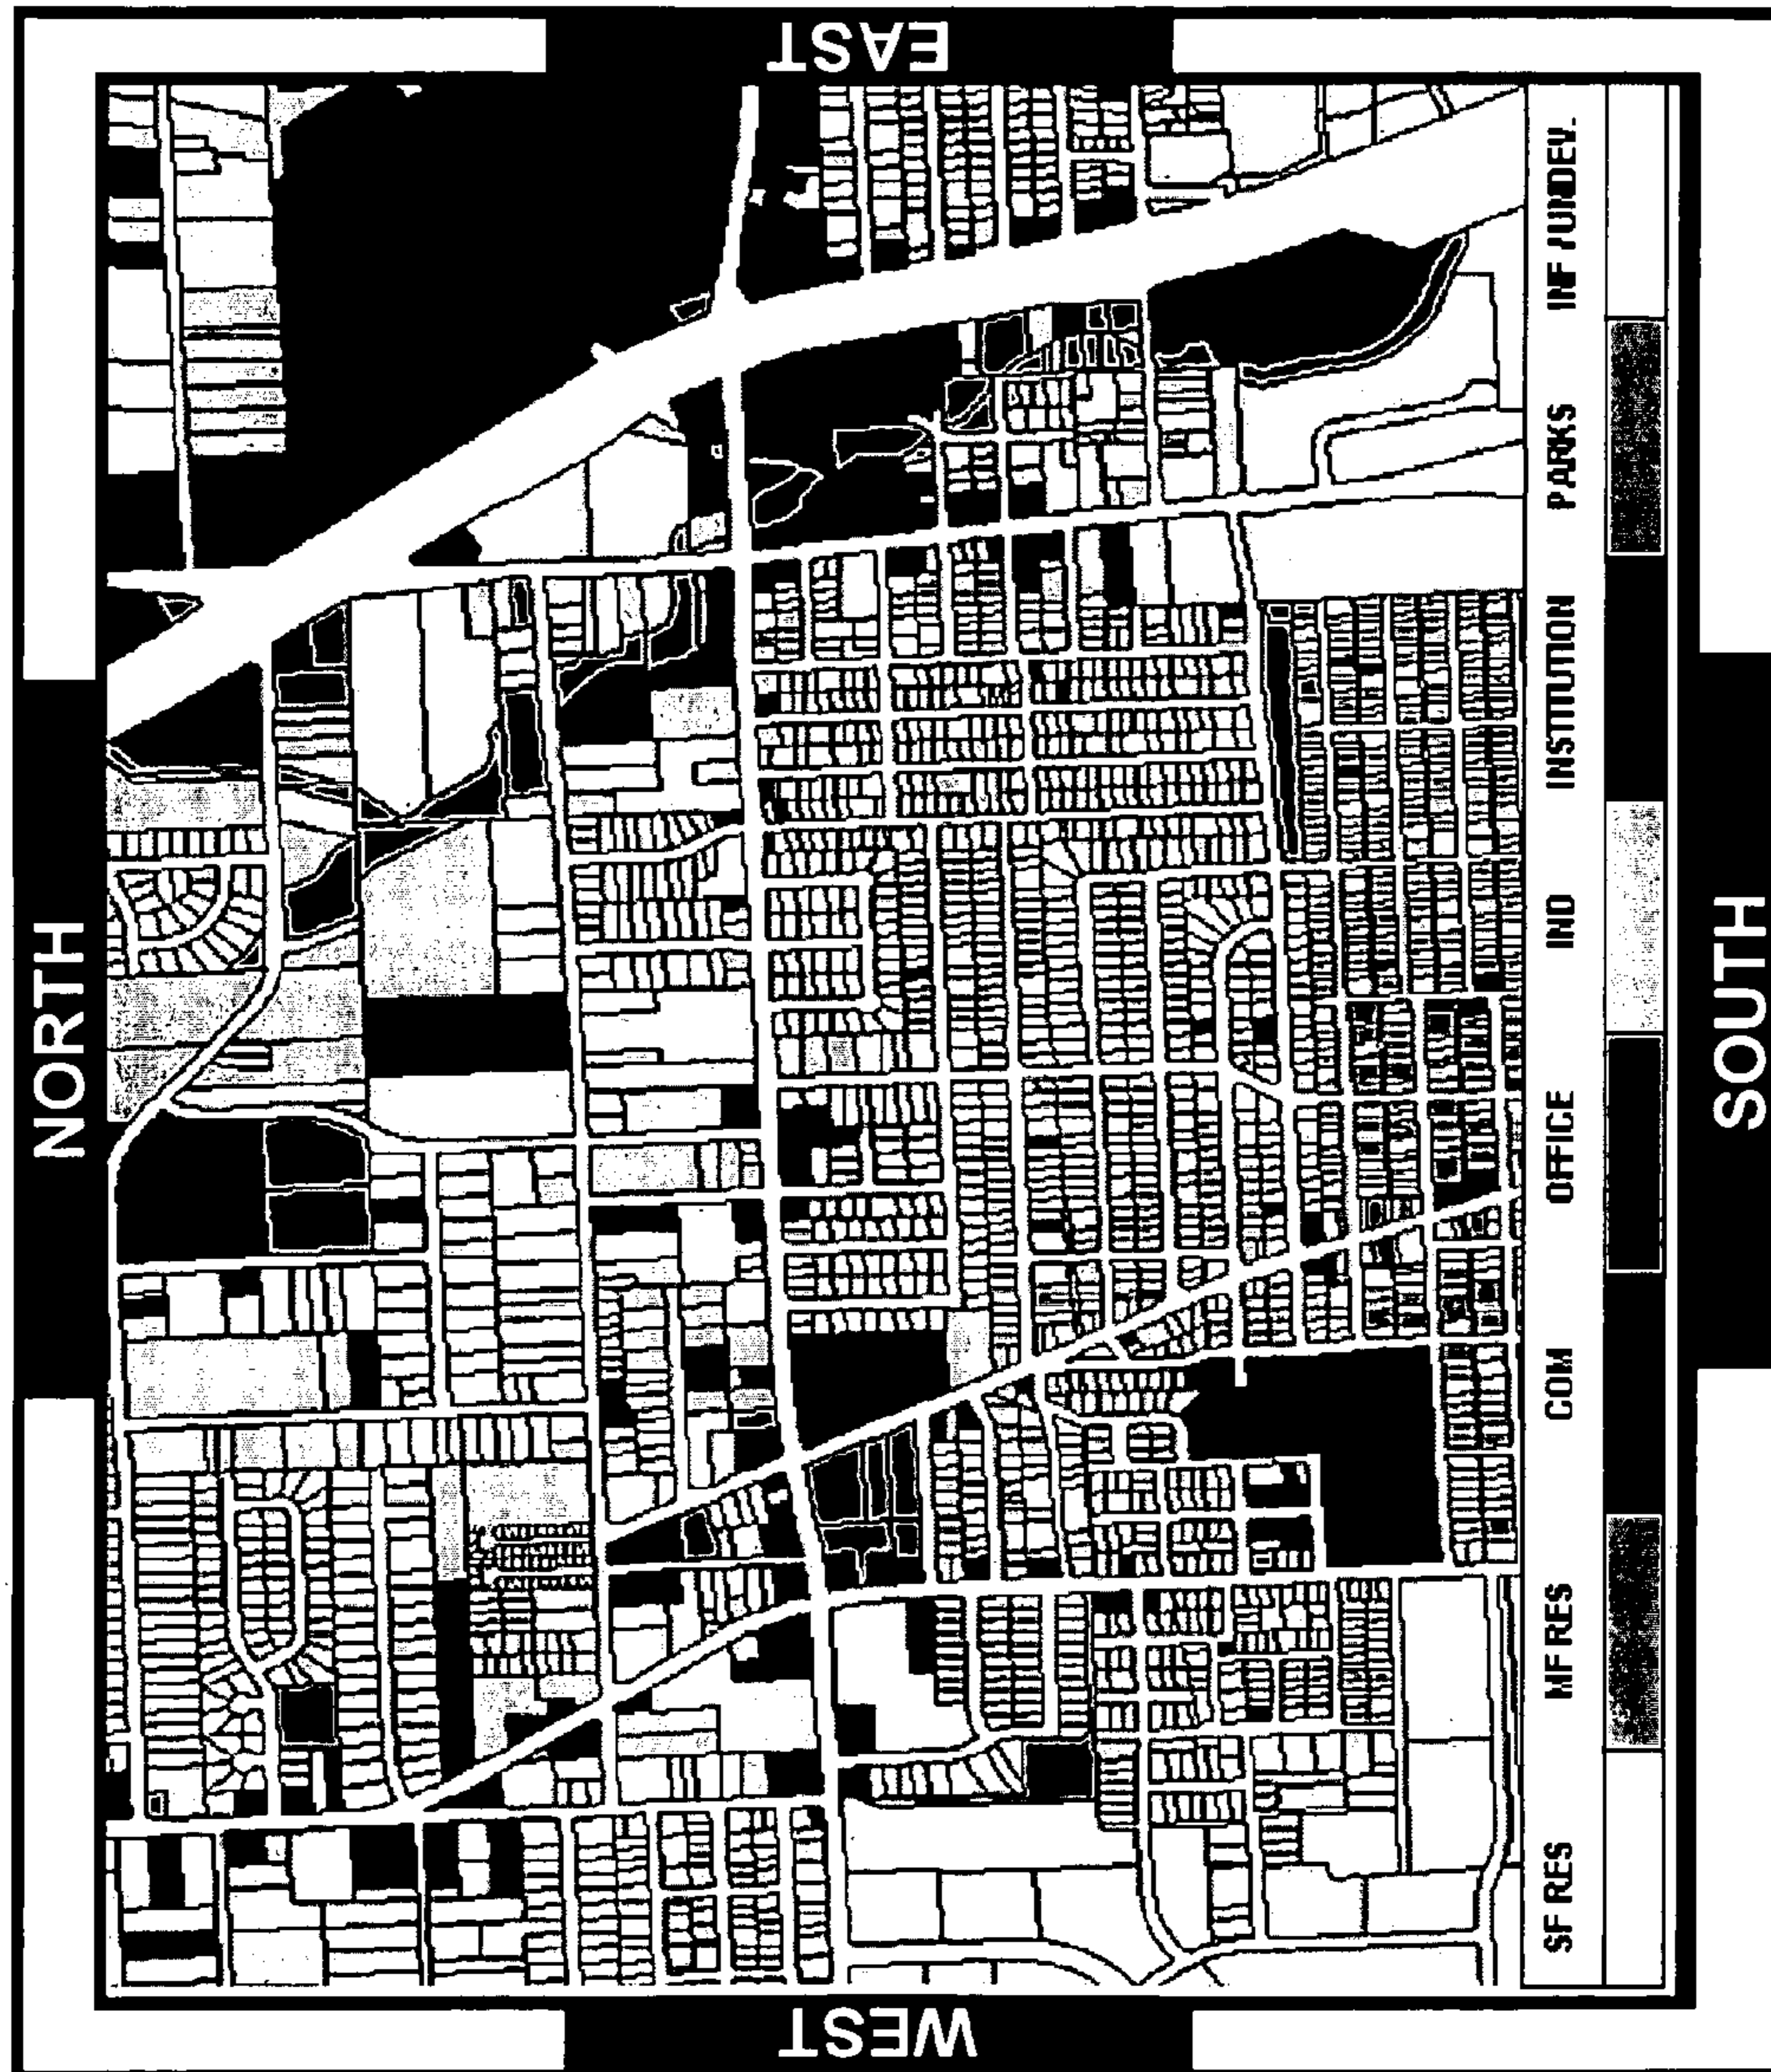 NORTH
WEST
EAST
SF RES
MF RES
COM
OFFICE
IND
INSTITUTION
PARKS
INF /UNDEV.
SOUTH